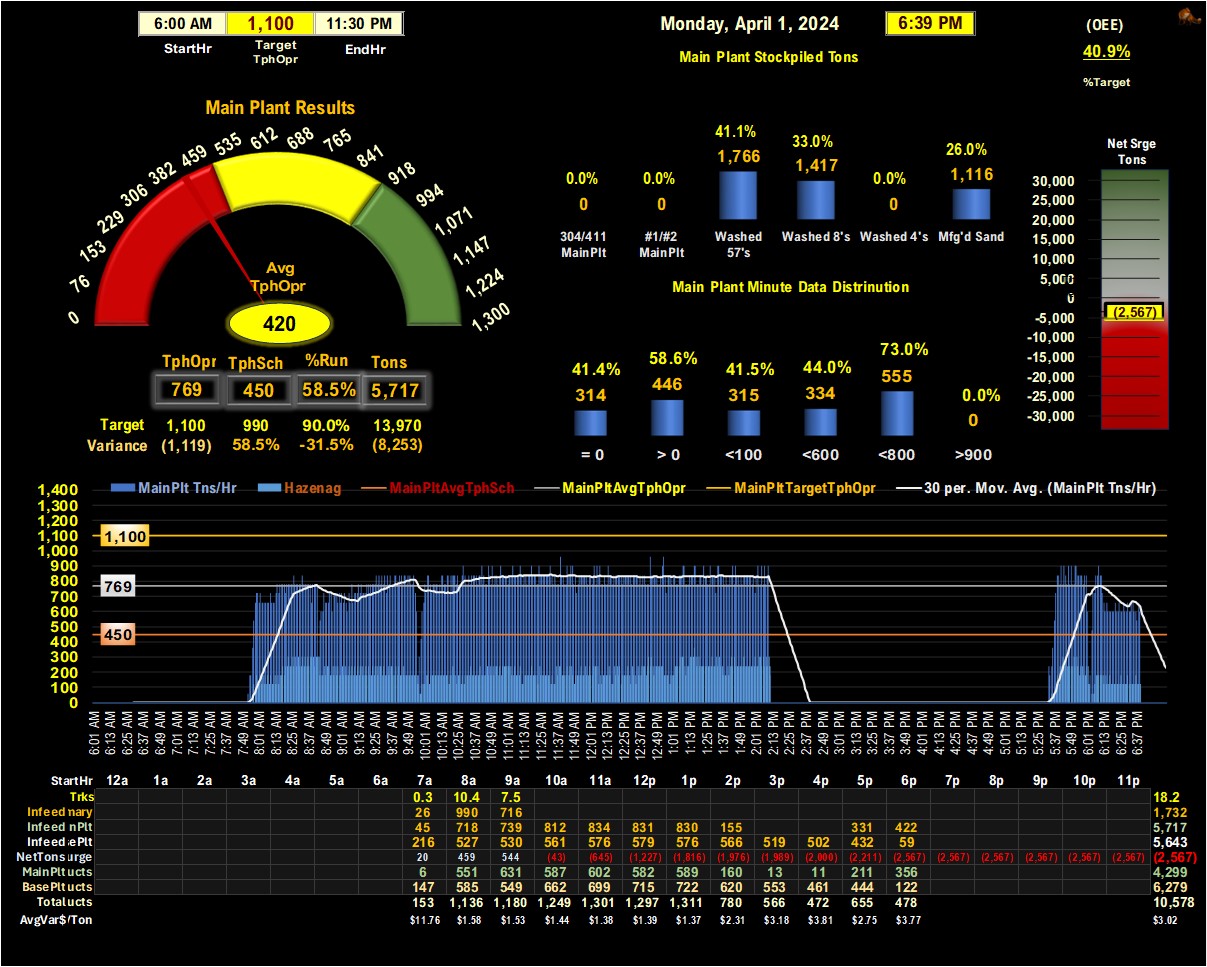 6:00 AM 1,100 11:30 PM
StartHr Target TphOpr EndHr
Monday, April 1, 2024 6:39 PM
Main Plant Stockpiled Tons
(OEE)
40.9%
%Target
Main Plant Results
0 76 153 229 306 382 459 535 612 688 765 841 918 994 1,071 1,147 1,224 1,300
Avg
TphOpr
420
TphOpr TphSch %Run Tons
769 450 58.5% 5,717
Target 1,100 990 90.0% 13,970
Variance (1,119) 58.5% -31.5% (8,253)
0.0% 0.0% 41.1% 33.0% 0.0% 26.0%
0 0 1,766 1,417 0 1,116
304/411 MainPlt #1/#2 MainPlt Washed 57's Washed 8's Washed 4's Mfg'd Sand
Main Plant Minute Data Distrinution
41.4% 58.6% 41.5% 44.0% 73.0% 0.0%
314 446 315 334 555 0
= 0 > 0 <100 <600 <800 >900
Net Srge
Tons
30,000
25,000
20,000
15,000
10,000
5,000
0
(2,567)
-5,000
-10,000
-15,000
-20,000
-25,000
-30,000
MainPlt Tns/Hr Hazenag MainPltAvgTphSch MainPltAvgTphOpr MainPltTargetTphOpr 30 per. Mov. Avg. (MainPlt Tns/Hr)
1,400
1,300
1,200
1,100
1,000
900
800
700
600
500
400
300
200
100
0
1,100
769
450
6:01 AM 6:13 AM 6:25 AM 6:37 AM 6:49 AM 7:01 AM 7:13 AM 7:25 AM 7:37 AM 7:49 AM 8:01 AM 8:13 AM 8:25 AM 8:37 AM 8:49 AM 9:01 AM 9:13 AM 9:25 AM 9:37 AM 9:49 AM 10:01 AM 10:13 AM 10:25 AM 10:37 AM 10:49 AM 11:01 AM 11:13 AM 11:25 AM 11:37 AM 11:49 AM 12:01 PM 12:13 PM 12:25 PM 12:37 PM 12:49 PM 1:01 PM 1:13 PM 1:25 PM 1:37 PM 1:49 PM 2:01 PM 2:13 PM 2:25 PM 2:37 PM 2:49 PM 3:01 PM 3:13 PM 3:25 PM 3:37 PM 3:49 PM 4:01 PM 4:13 PM 4:25 PM 4:37 PM 4:49 PM 5:01 PM 5:13 PM 5:25 PM 5:37 PM 5:49 PM 6:01 PM 6:13 PM 6:25 PM 6:37 PM
StartHr 12a 1a 2a 3a 4a 5a 6a 7a 8a 9a 10a 11a 12p 1p 2p 3p 4p 5p 6p 7p 8p 9p 10p 11p
Trks 0.3 10.4 7.5 18.2
Infeed nary 26 990 716 1,732
Infeed nPlt 45 718 739 812 834 831 830 155 331 422 5,717
Infeed ePlt 216 527 530 561 576 579 576 566 519 502 432 59 5,643
NetTons urge 20 459 544 (43) (645) (1,227) (1,816) (1,976) (1,989) (2,000) (2,211) (2,567) (2,567) (2,567) (2,567) (2,567) (2,567) (2,567)
MainPlt ucts 6 551 631 587 602 582 589 160 13 11 211 356 4,299
BasePlt ucts 147 585 549 662 699 715 722 620 553 461 444 122 6,279
Total ucts 153 1,136 1,180 1,249 1,301 1,297 1,311 780 566 472 655 478 10,578
AvgVar$/Ton $11.76 $1.58 $1.53 $1.44 $1.38 $1.39 $1.37 $2.31 $3.18 $3.81 $2.75 $3.77 $3.02